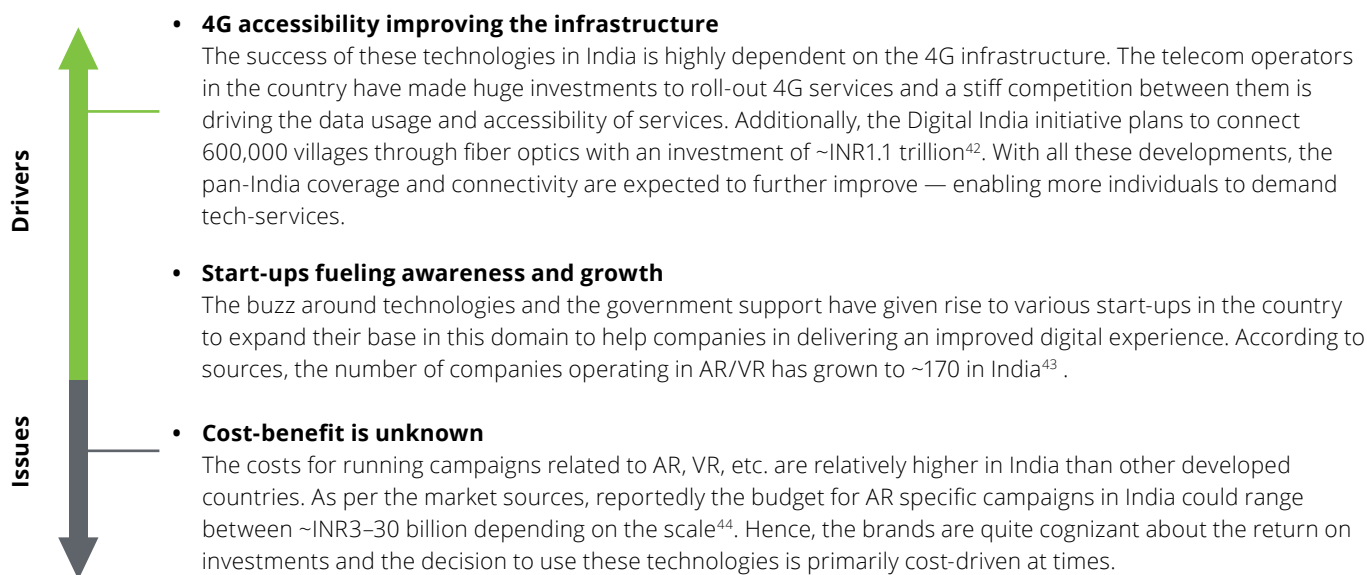 Drivers
• 4G accessibility improving the infrastructure
The success of these technologies in India is highly dependent on the 4G infrastructure. The telecom operators
in the country have made huge investments to roll-out 4G services and a stiff competition between them is
driving the data usage and accessibility of services. Additionally, the Digital India initiative plans to connect
600,000 villages through fiber optics with an investment of ~INR1.1 trillion⁴². With all these developments, the
pan-India coverage and connectivity are expected to further improve — enabling more individuals to demand
tech-services.
• Start-ups fueling awareness and growth
The buzz around technologies and the government support have given rise to various start-ups in the country
to expand their base in this domain to help companies in delivering an improved digital experience. According to
sources, the number of companies operating in AR/VR has grown to ~170 in India⁴³ .
Issues
• Cost-benefit is unknown
The costs for running campaigns related to AR, VR, etc. are relatively higher in India than other developed
countries. As per the market sources, reportedly the budget for AR specific campaigns in India could range
between ~INR3–30 billion depending on the scale⁴⁴. Hence, the brands are quite cognizant about the return on
investments and the decision to use these technologies is primarily cost-driven at times.